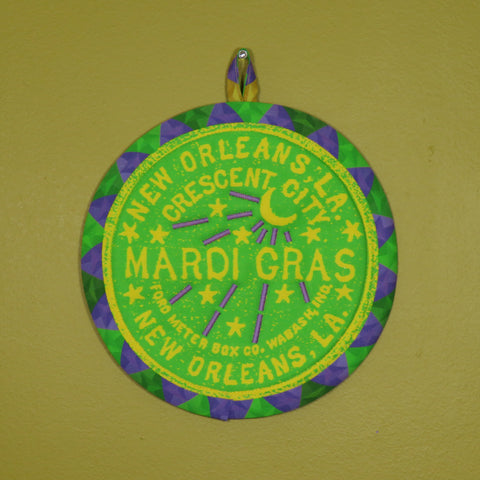 NEW ORLEANS, LA.
CRESCENT CITY
MARDI GRAS
FORD METER BOX CO. WABASH, IND.
NEW ORLEANS, LA.